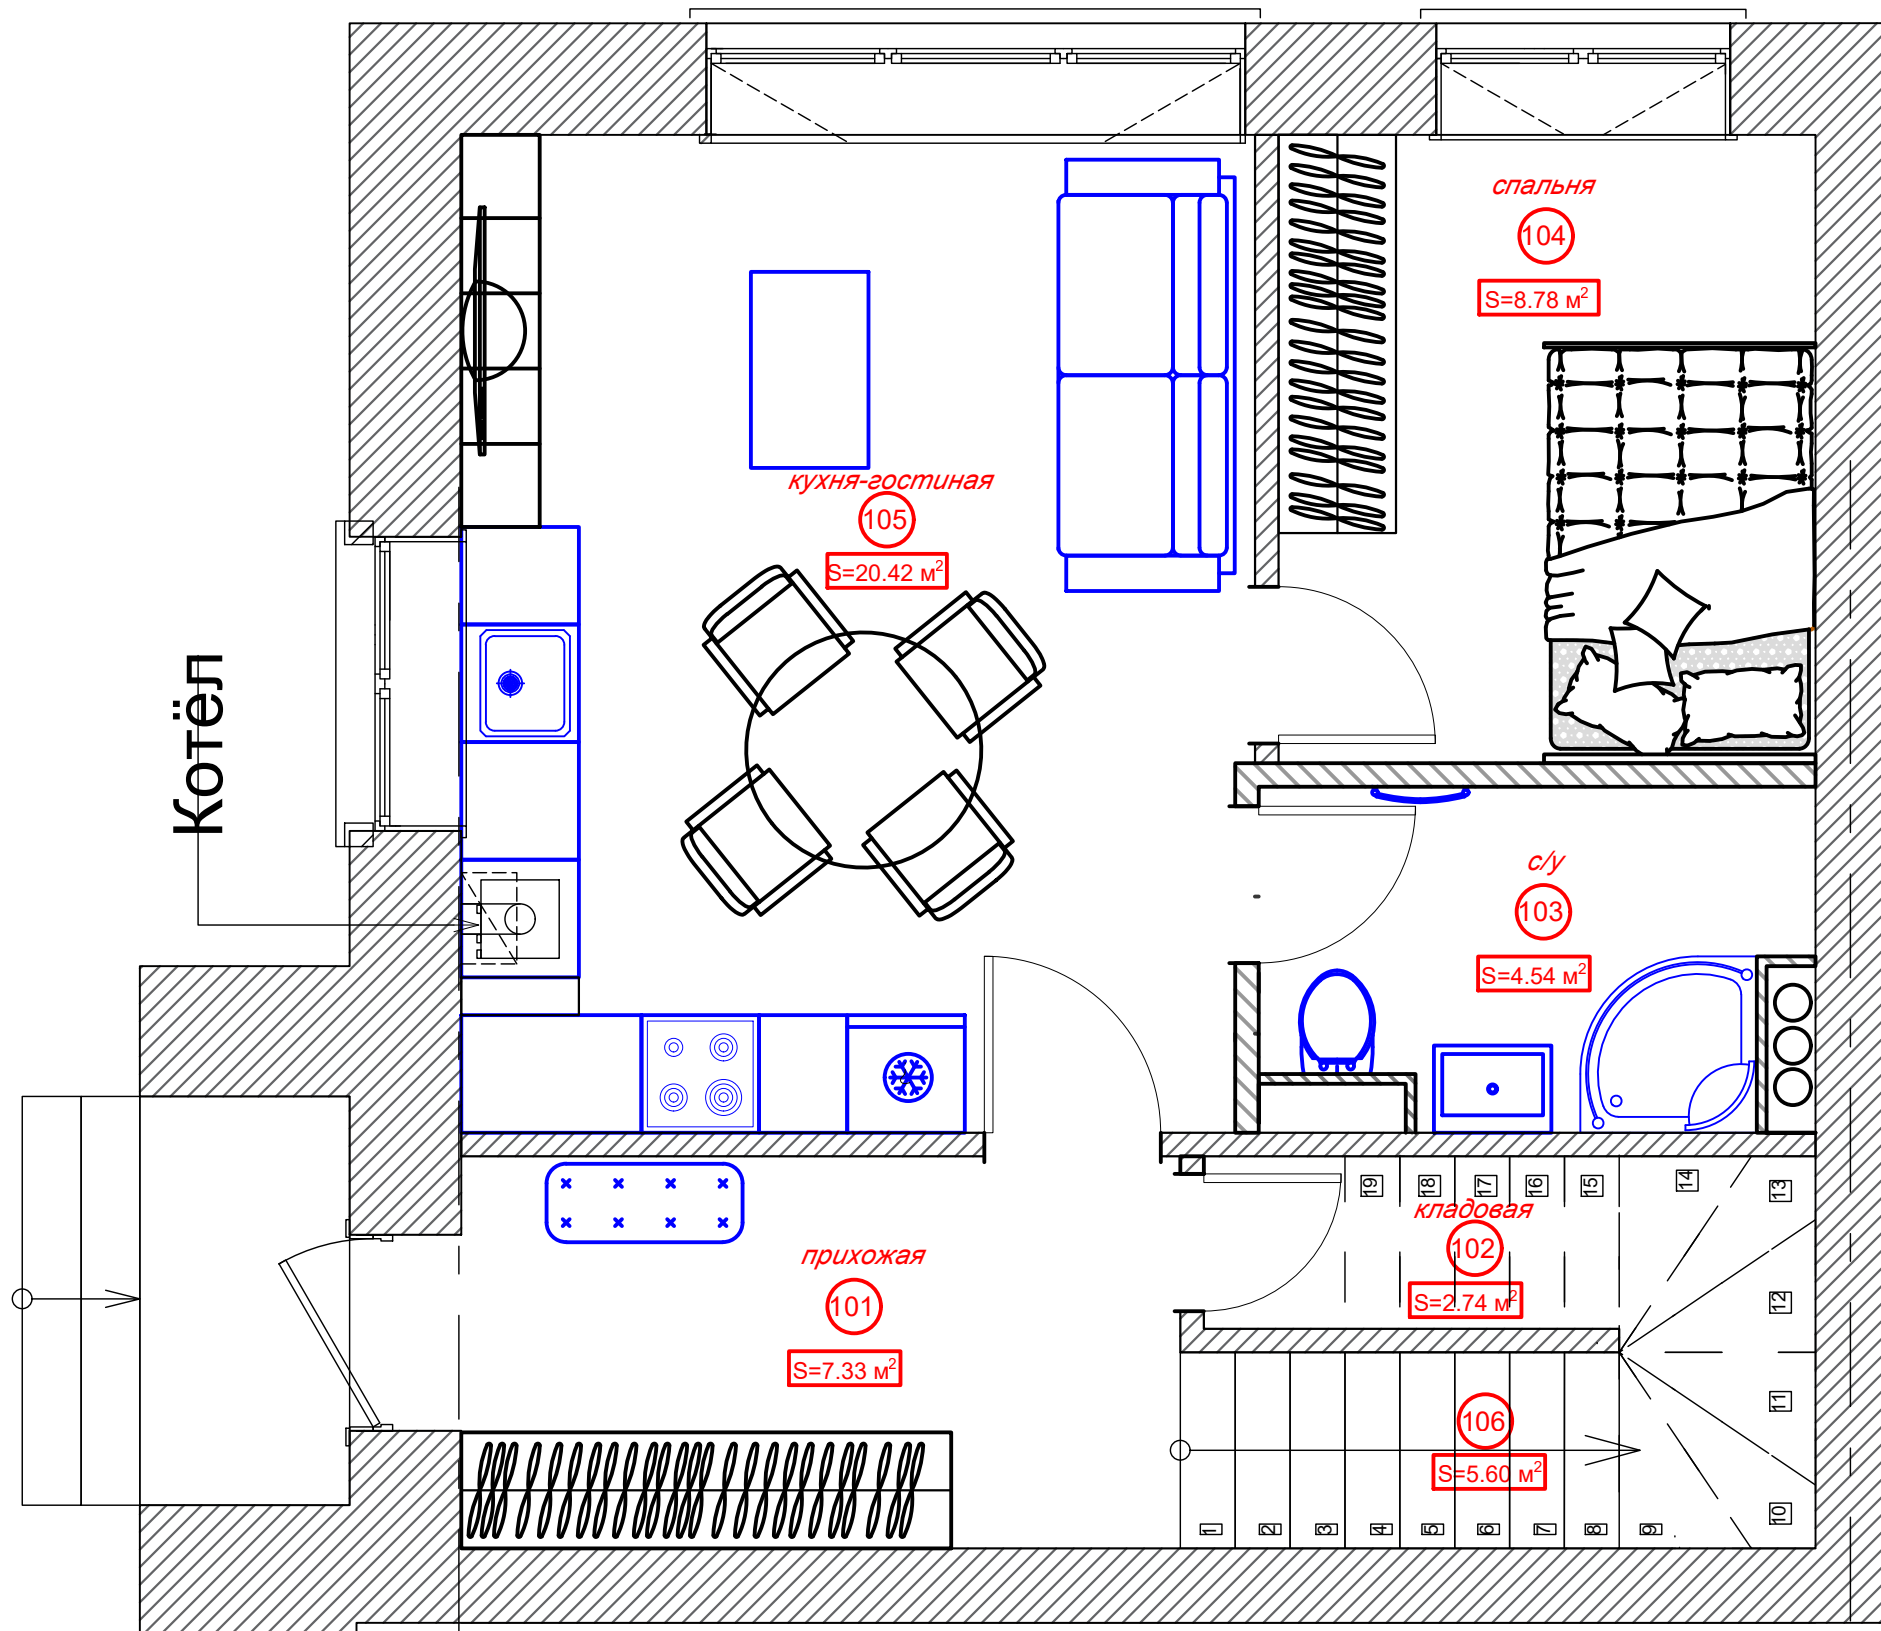 спальня
104
S=8.78 м²
кухня-гостиная
105
S=20.42 м²
Котёл
с/у
103
S=4.54 м²
19
18
17
16
15
14
13
кладовая
102
S=2.74 м²
12
прихожая
101
S=7.33 м²
11
106
S=5.60 м²
10
1
2
3
4
5
6
7
8
9